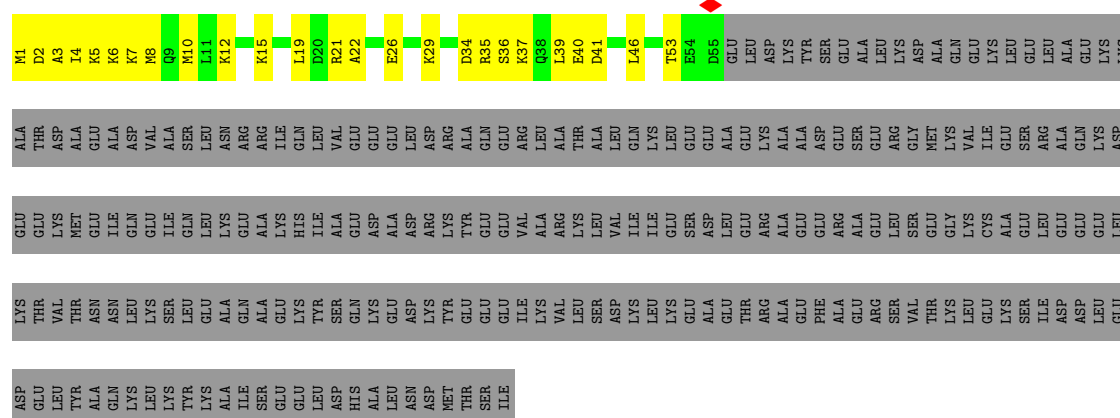 M1 D2 A3 I4 K5 K6 K7 M8 Q9 M10 L11 K12 K15 L19 D20 R21 A22 E26 K29 D34 R35 S36 K37 Q38 L39 E40 D41 L46 T53 E54 D55 GLU LEU ASP LYS TYR SER GLU ALA LEU LYS ASP ALA GLN GLU LYS LEU GLU LEU ALA GLU LYS LYS
ALA THR ASP ALA GLU ALA ASP VAL ALA SER LEU ASN ARG ARG ILE GLN LEU VAL GLU GLU GLU LEU ASP ARG ALA GLN GLU ARG LEU ALA THR ALA LEU GLN LYS LEU GLU GLU ALA GLU LYS ALA ALA ASP GLU SER GLU ARG GLY MET LYS VAL ILE GLU SER ARG ALA GLN LYS ASP
GLU GLU LYS MET GLU ILE GLN GLU ILE GLN LEU LYS GLU ALA LYS HIS ILE ALA GLU ASP ALA ASP ARG LYS TYR GLU GLU VAL ALA ARG LYS LEU VAL ILE ILE GLU SER ASP LEU GLU ARG ALA GLU GLU ARG ALA GLU LEU SER GLU GLY LYS CYS ALA GLU LEU GLU GLU GLU LEU
LYS THR VAL THR ASN ASN LEU LYS SER LEU GLU ALA GLN ALA GLU LYS TYR SER GLN LYS GLU ASP LYS TYR GLU GLU GLU ILE LYS VAL LEU SER ASP LYS LEU LYS GLU ALA GLU THR ARG ALA GLU PHE ALA GLU ARG SER VAL THR LYS LEU GLU LYS SER ILE ASP ASP LEU GLU
ASP GLU LEU TYR ALA GLN LYS LEU LYS TYR LYS ALA ILE SER GLU GLU LEU ASP HIS ALA LEU ASN ASP MET THR SER ILE